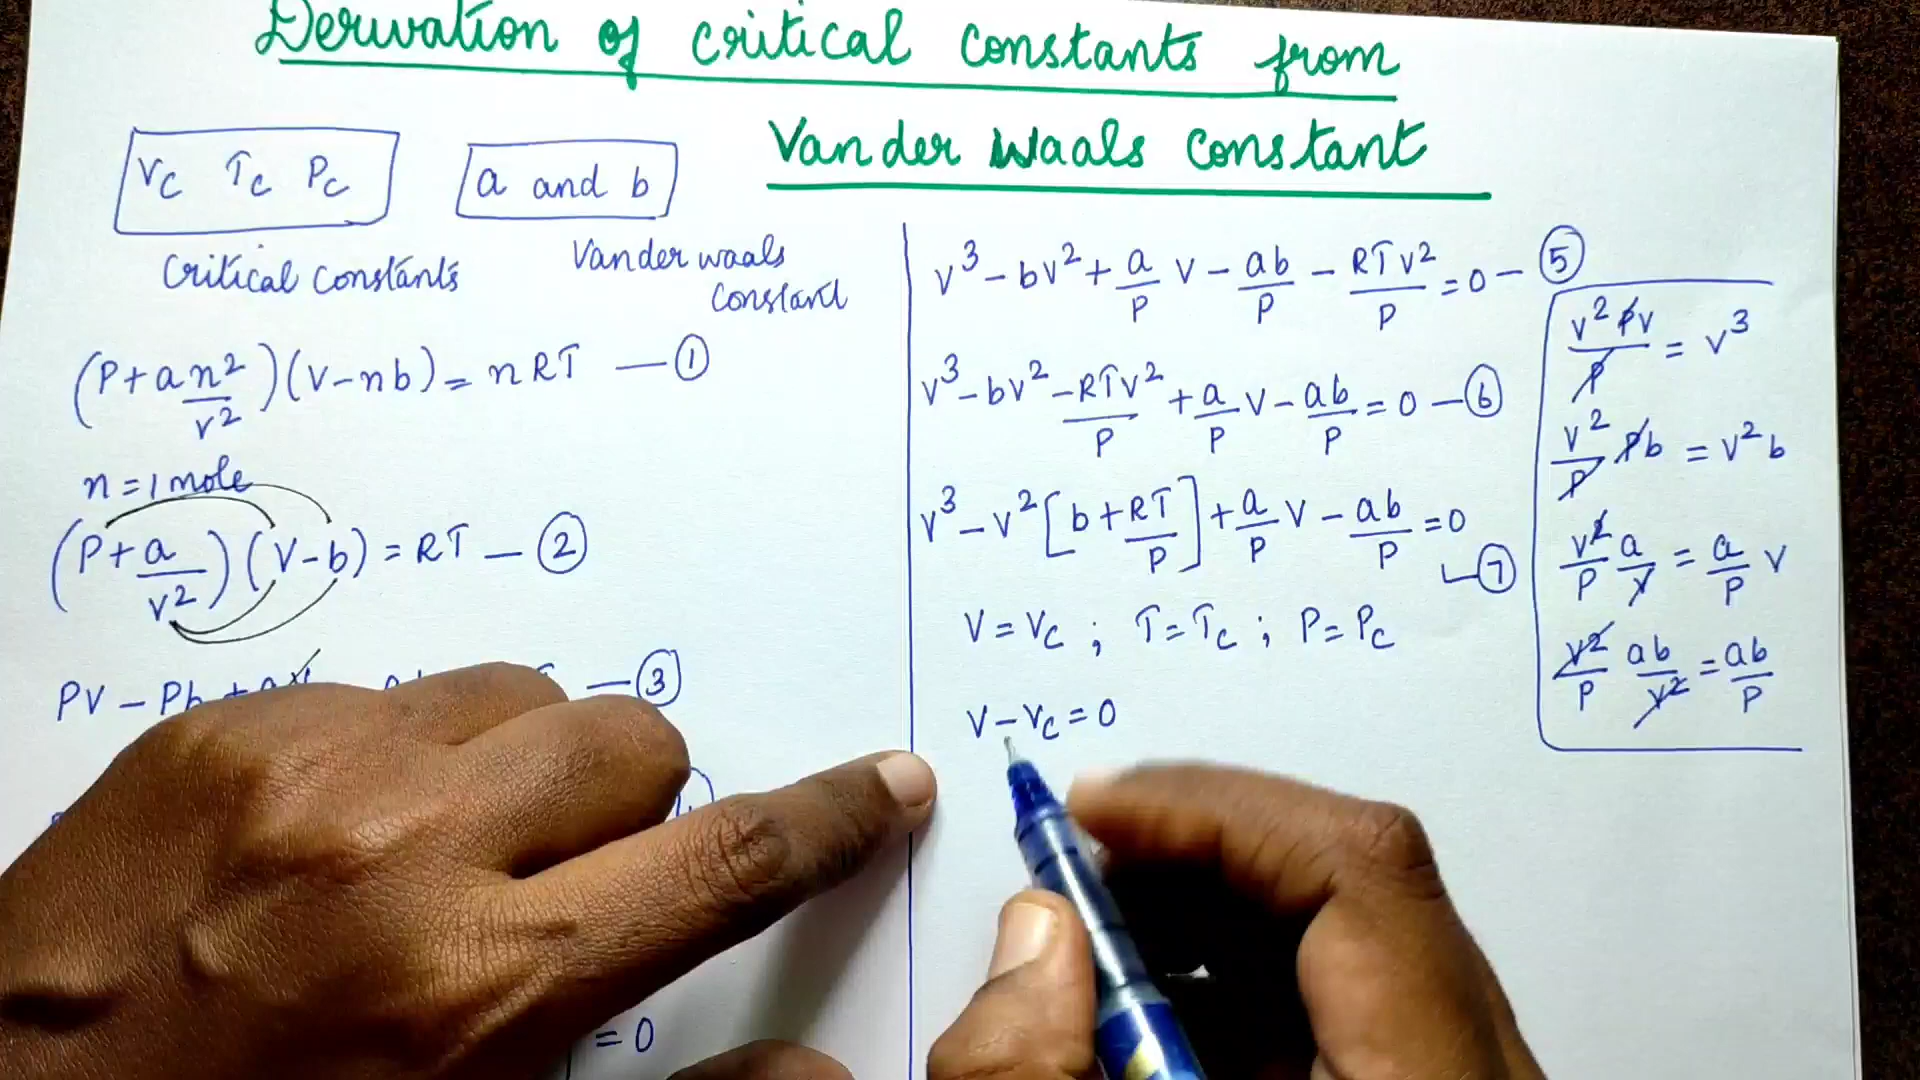 Derivation of critical constants from
Vander Waals constant
Vc Tc Pc
a and b
Critical constants
Vander waals
constant
(P+an²/v²)(v-nb)=nRT —①
n=1 mole
(P+a/v²)(v-b)=RT —②
PV-Pb+ —③
=0
v³-bv²+a/P v-ab/P-RTv²/P=0-⑤
v³-bv²-RTv²/P+a/P v-ab/P=0-⑥
v³-v²[b+RT/P]+a/P v-ab/P=0
⑦
V=Vc ; T=Tc ; P=Pc
v-vc=0
v²Pv/P=v³
v²/P Pb=v²b
v²/P a/v=a/P v
v²/P ab/v²=ab/P